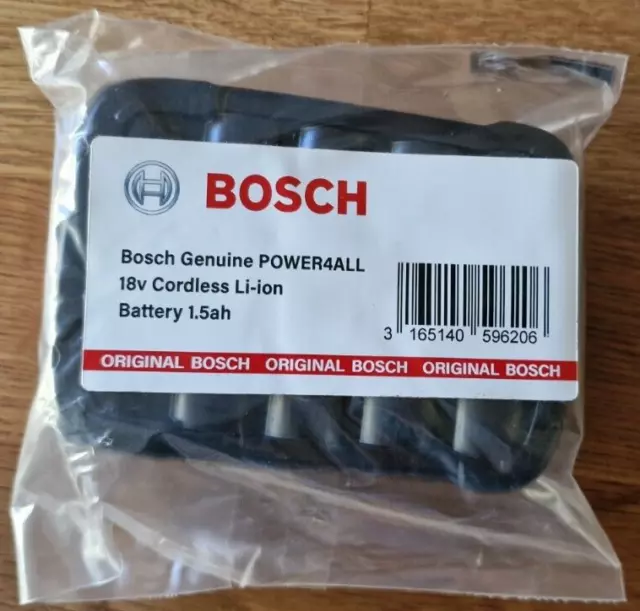 BOSCH
Bosch Genuine POWER4ALL
18v Cordless Li-ion
Battery 1.5ah
3 165140 596206
ORIGINAL BOSCH ORIGINAL BOSCH ORIGINAL BOSCH